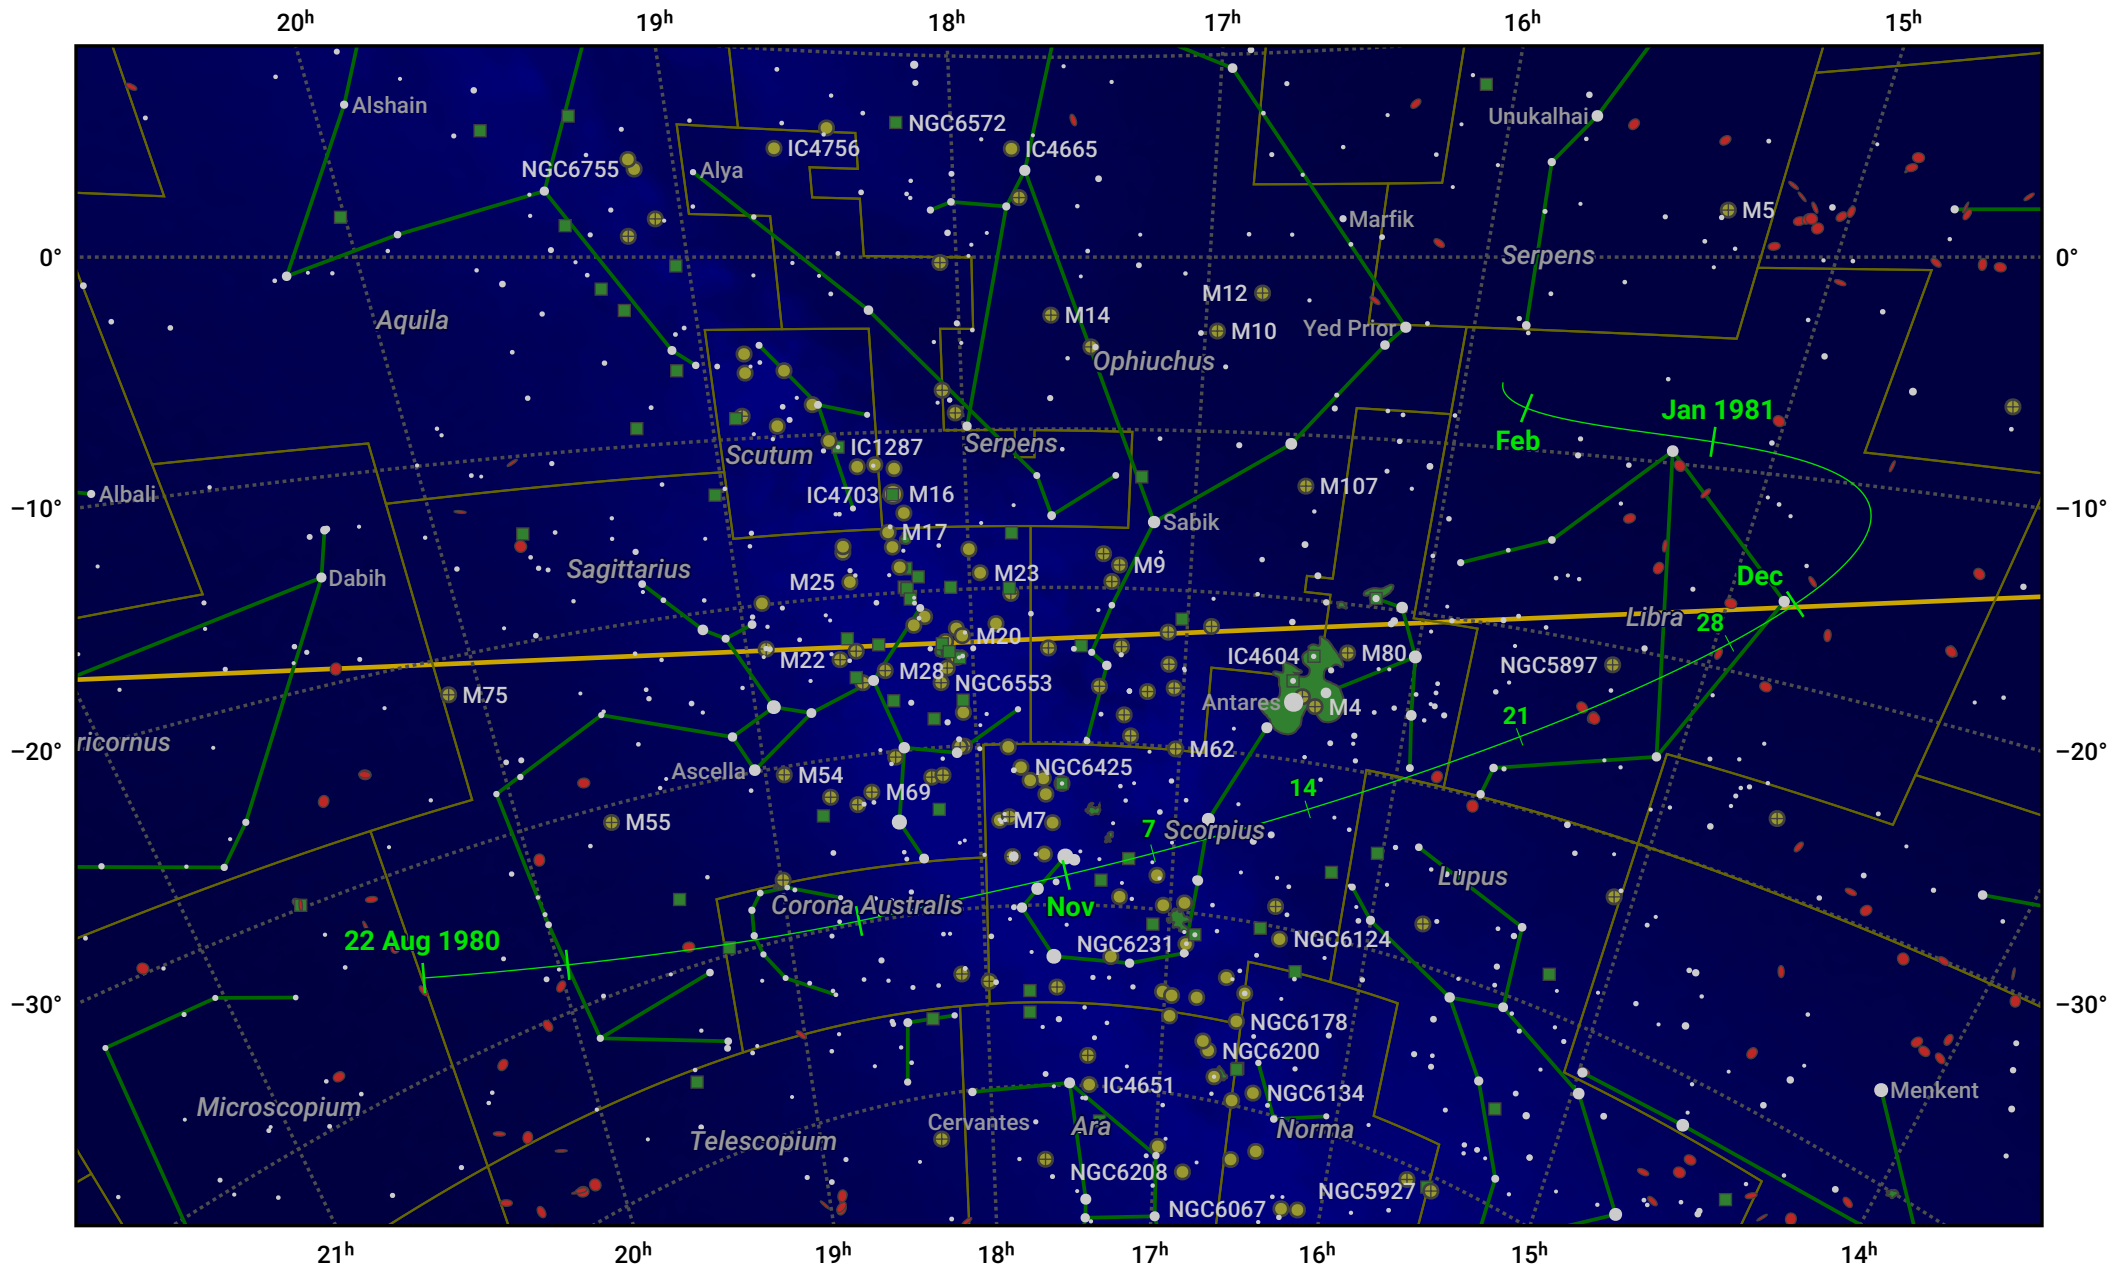 20h 19h 18h 17h 16h 15h
Alshain
NGC6572
Unukalhai
IC4756
IC4665
NGC6755
Alya
M5
Marfik
0°
Serpens
0°
M12
Aquila
M14
M10
Yed Prior
Ophiuchus
Jan 1981
Feb
Serpens
IC1287
Scutum
Albali
IC4703
M16
M107
−10°
−10°
Sabik
M17
Sagittarius
M9
Dabih
M25
M23
Dec
Libra
28
M20
M22
IC4604
M80
NGC5897
M28
NGC6553
M75
Antares
M4
21
ricornus
−20°
M62
−20°
Ascella
M54
NGC6425
M69
14
M55
M7
7
Scorpius
Lupus
Corona Australis
Nov
22 Aug 1980
NGC6231
NGC6124
−30°
−30°
NGC6178
NGC6200
IC4651
NGC6134
Menkent
Microscopium
Cervantes
Ara
Norma
Telescopium
NGC6208
NGC5927
NGC6067
21h 20h 19h 18h 17h 16h 15h 14h